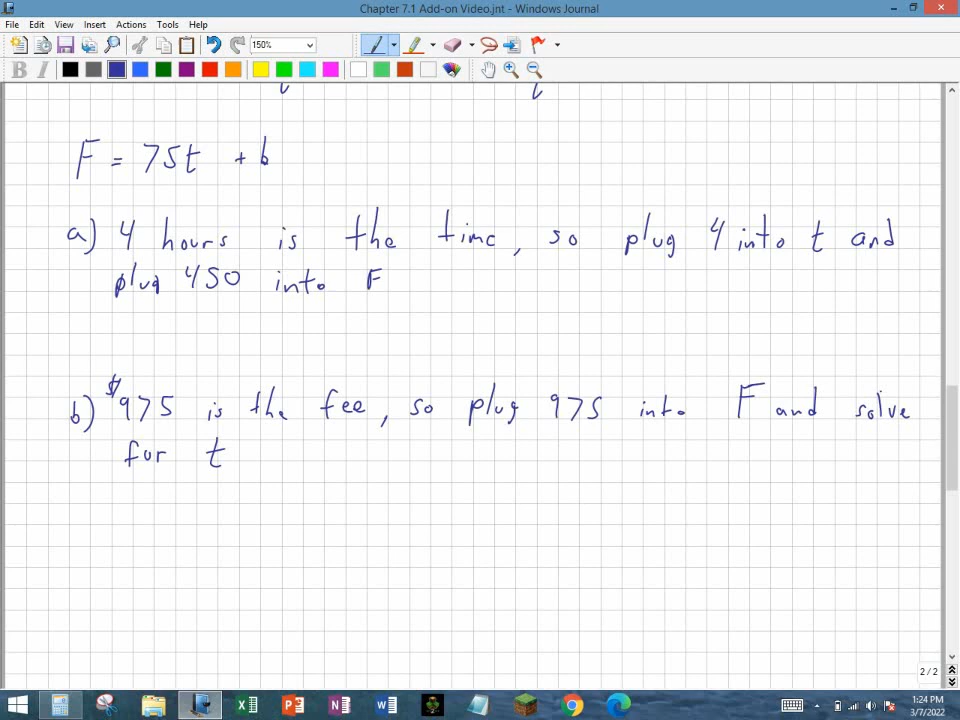 Chapter 7.1 Add-on Video.jnt - Windows Journal
File Edit View Insert Actions Tools Help
150%
B I
F = 75t + b
a) 4 hours is the time, so plug 4 into t and
plug 450 into F
b) $975 is the fee, so plug 975 into F and solve
for t
2 / 2
1:24 PM
3/7/2022